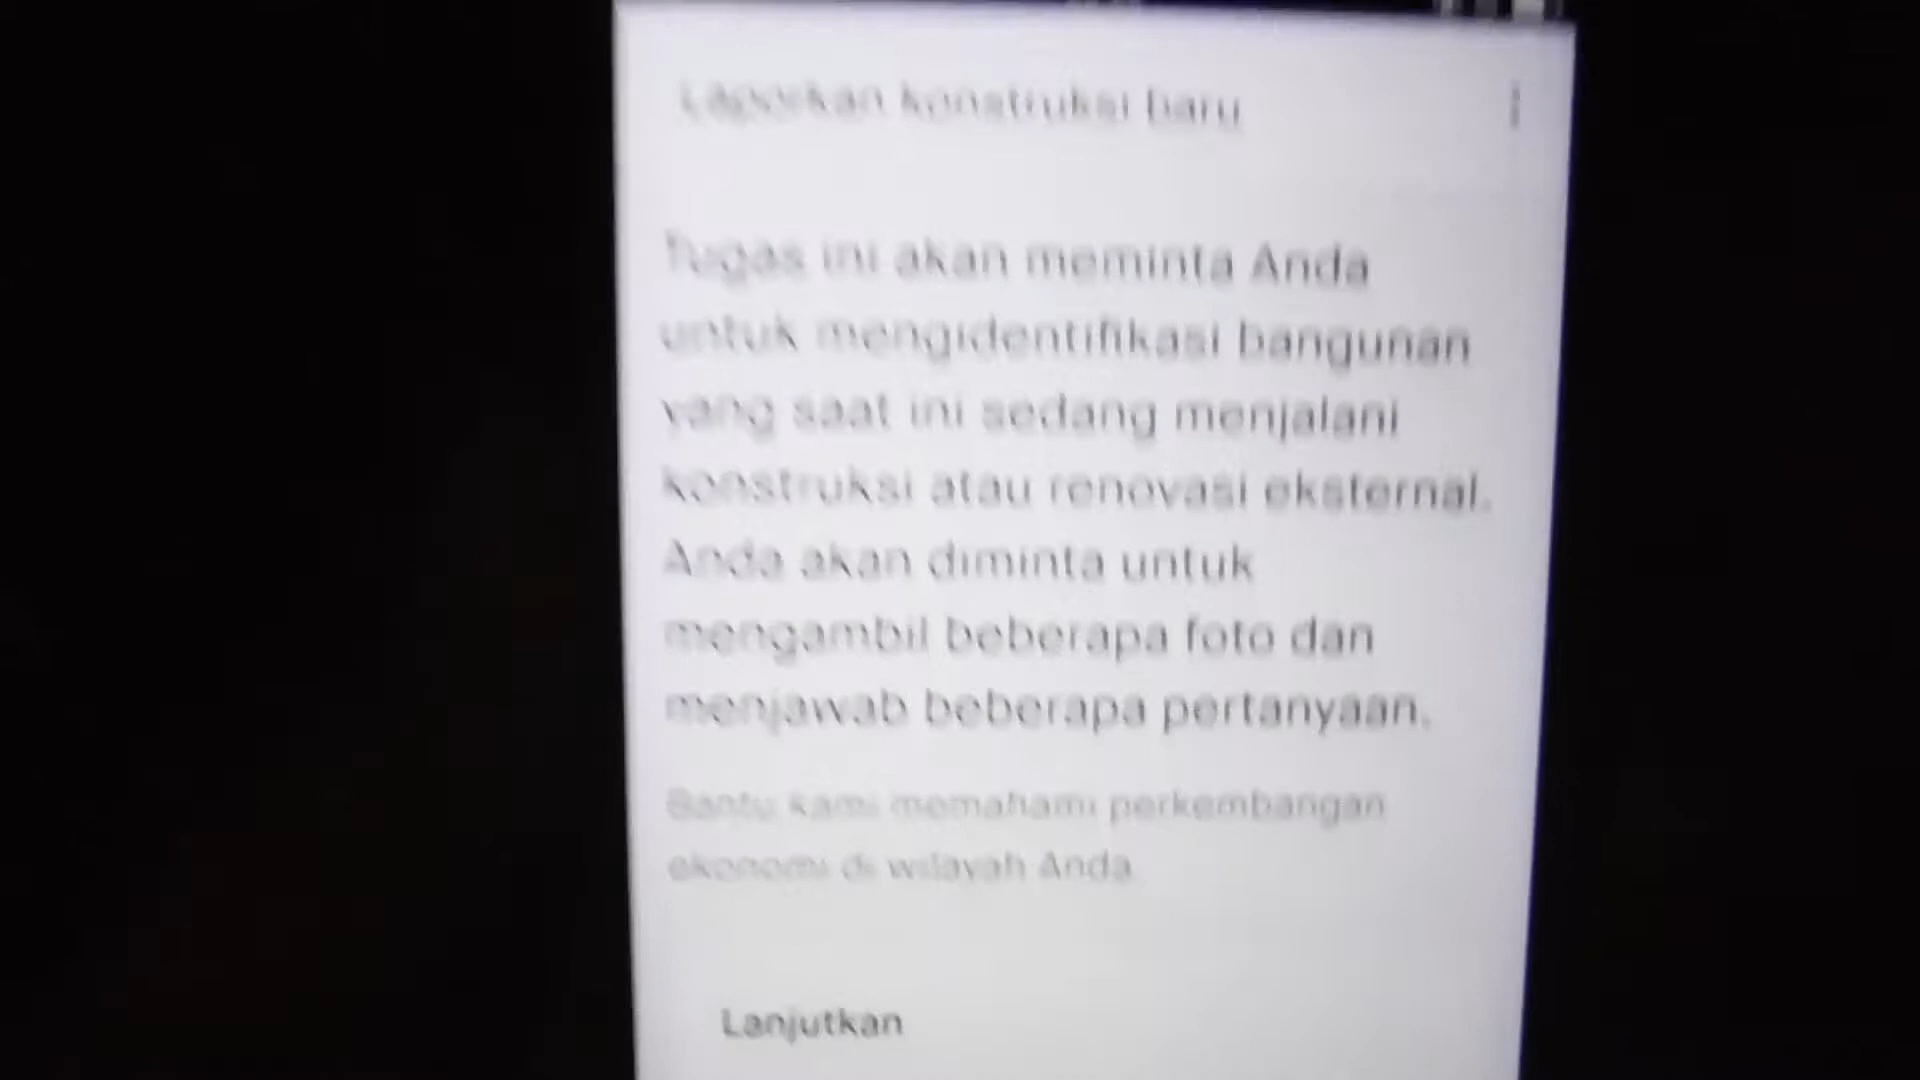 Laporkan konstruksi baru
Tugas ini akan meminta Anda
untuk mengidentifikasi bangunan
yang saat ini sedang menjalani
konstruksi atau renovasi eksternal.
Anda akan diminta untuk
mengambil beberapa foto dan
menjawab beberapa pertanyaan.
Bantu kami memahami perkembangan
ekonomi di wilayah Anda.
Lanjutkan